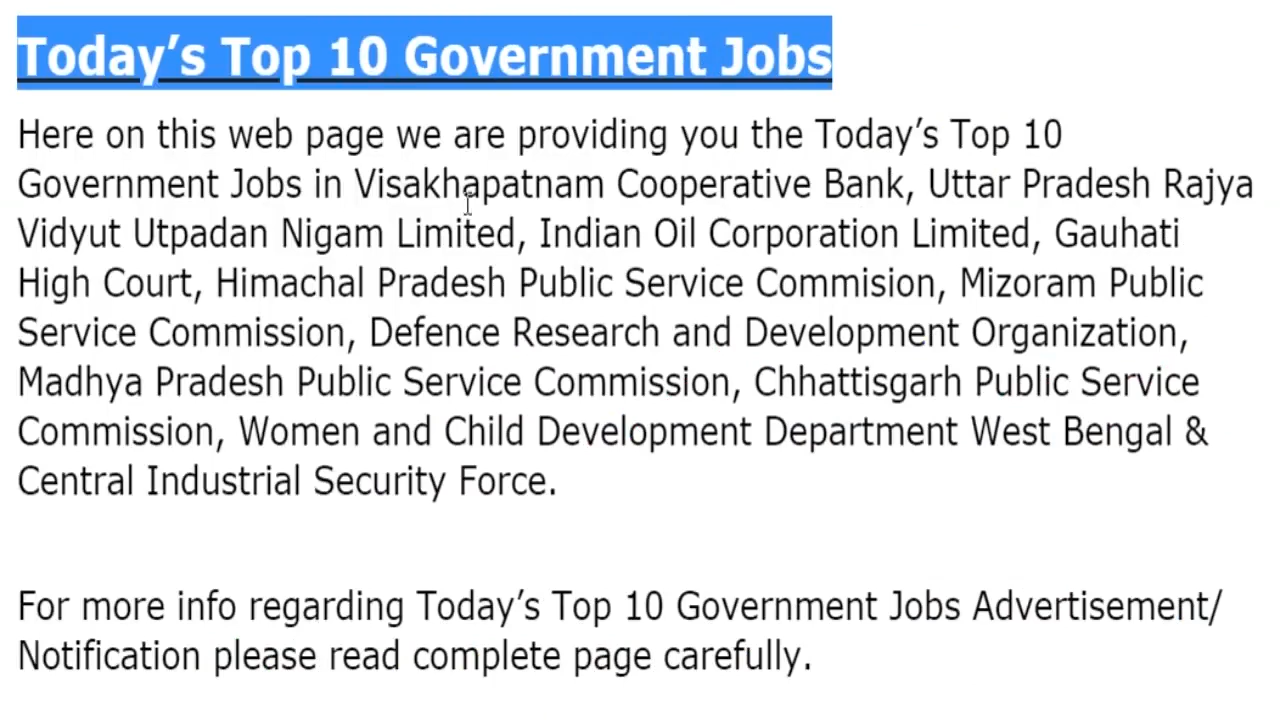 Today’s Top 10 Government Jobs
Here on this web page we are providing you the Today’s Top 10
Government Jobs in Visakhapatnam Cooperative Bank, Uttar Pradesh Rajya
Vidyut Utpadan Nigam Limited, Indian Oil Corporation Limited, Gauhati
High Court, Himachal Pradesh Public Service Commision, Mizoram Public
Service Commission, Defence Research and Development Organization,
Madhya Pradesh Public Service Commission, Chhattisgarh Public Service
Commission, Women and Child Development Department West Bengal &
Central Industrial Security Force.
For more info regarding Today’s Top 10 Government Jobs Advertisement/
Notification please read complete page carefully.